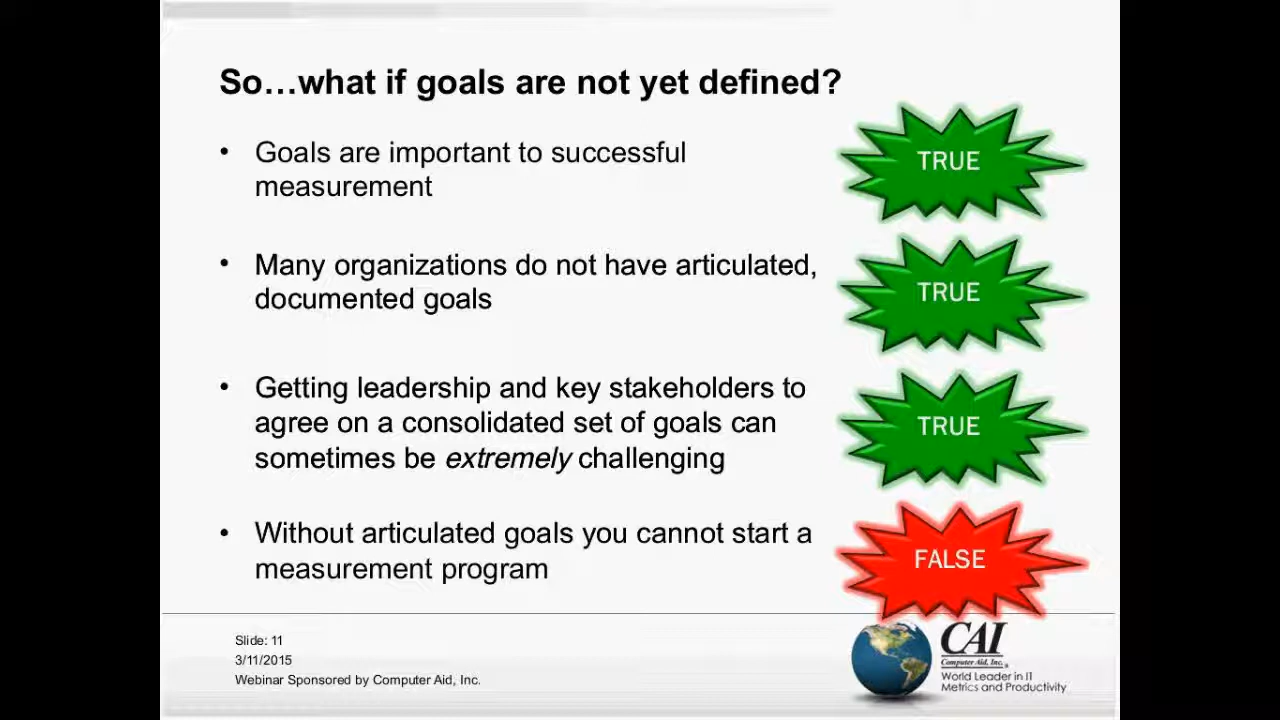 So…what if goals are not yet defined?
• Goals are important to successful
measurement
TRUE
• Many organizations do not have articulated,
documented goals
TRUE
• Getting leadership and key stakeholders to
agree on a consolidated set of goals can
sometimes be extremely challenging
TRUE
• Without articulated goals you cannot start a
measurement program
FALSE
Slide: 11
3/11/2015
Webinar Sponsored by Computer Aid, Inc.
CAI
Computer Aid, Inc.
World Leader in IT
Metrics and Productivity